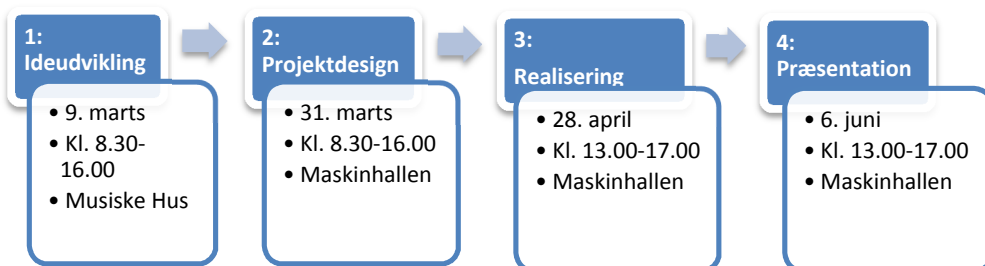 1:
Ideudvikling
• 9. marts
• Kl. 8.30-
16.00
• Musiske Hus
2:
Projektdesign
• 31. marts
• Kl. 8.30-16.00
• Maskinhallen
3:
Realisering
• 28. april
• Kl. 13.00-17.00
• Maskinhallen
4:
Præsentation
• 6. juni
• Kl. 13.00-17.00
• Maskinhallen